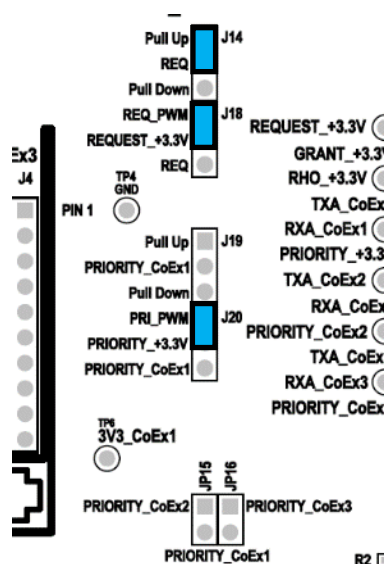 Pull Up J14
REQ
Pull Down
REQ_PWM J18
REQUEST_+3.3V
REQ
Ex3
J4
PIN 1
TP4
GND
Pull Up J19
PRIORITY_CoEx1
Pull Down
PRI_PWM J20
PRIORITY_+3.3V
PRIORITY_CoEx1
TP6
3V3_CoEx1
JP15 JP16
PRIORITY_CoEx2 PRIORITY_CoEx3
PRIORITY_CoEx1
REQUEST_+3.3V
GRANT_+3.3V
RHO_+3.3V
TXA_CoEx
RXA_CoEx1
PRIORITY_+3.3
TXA_CoEx2
RXA_CoEx
PRIORITY_CoEx2
TXA_CoEx
RXA_CoEx3
PRIORITY_CoEx
R2